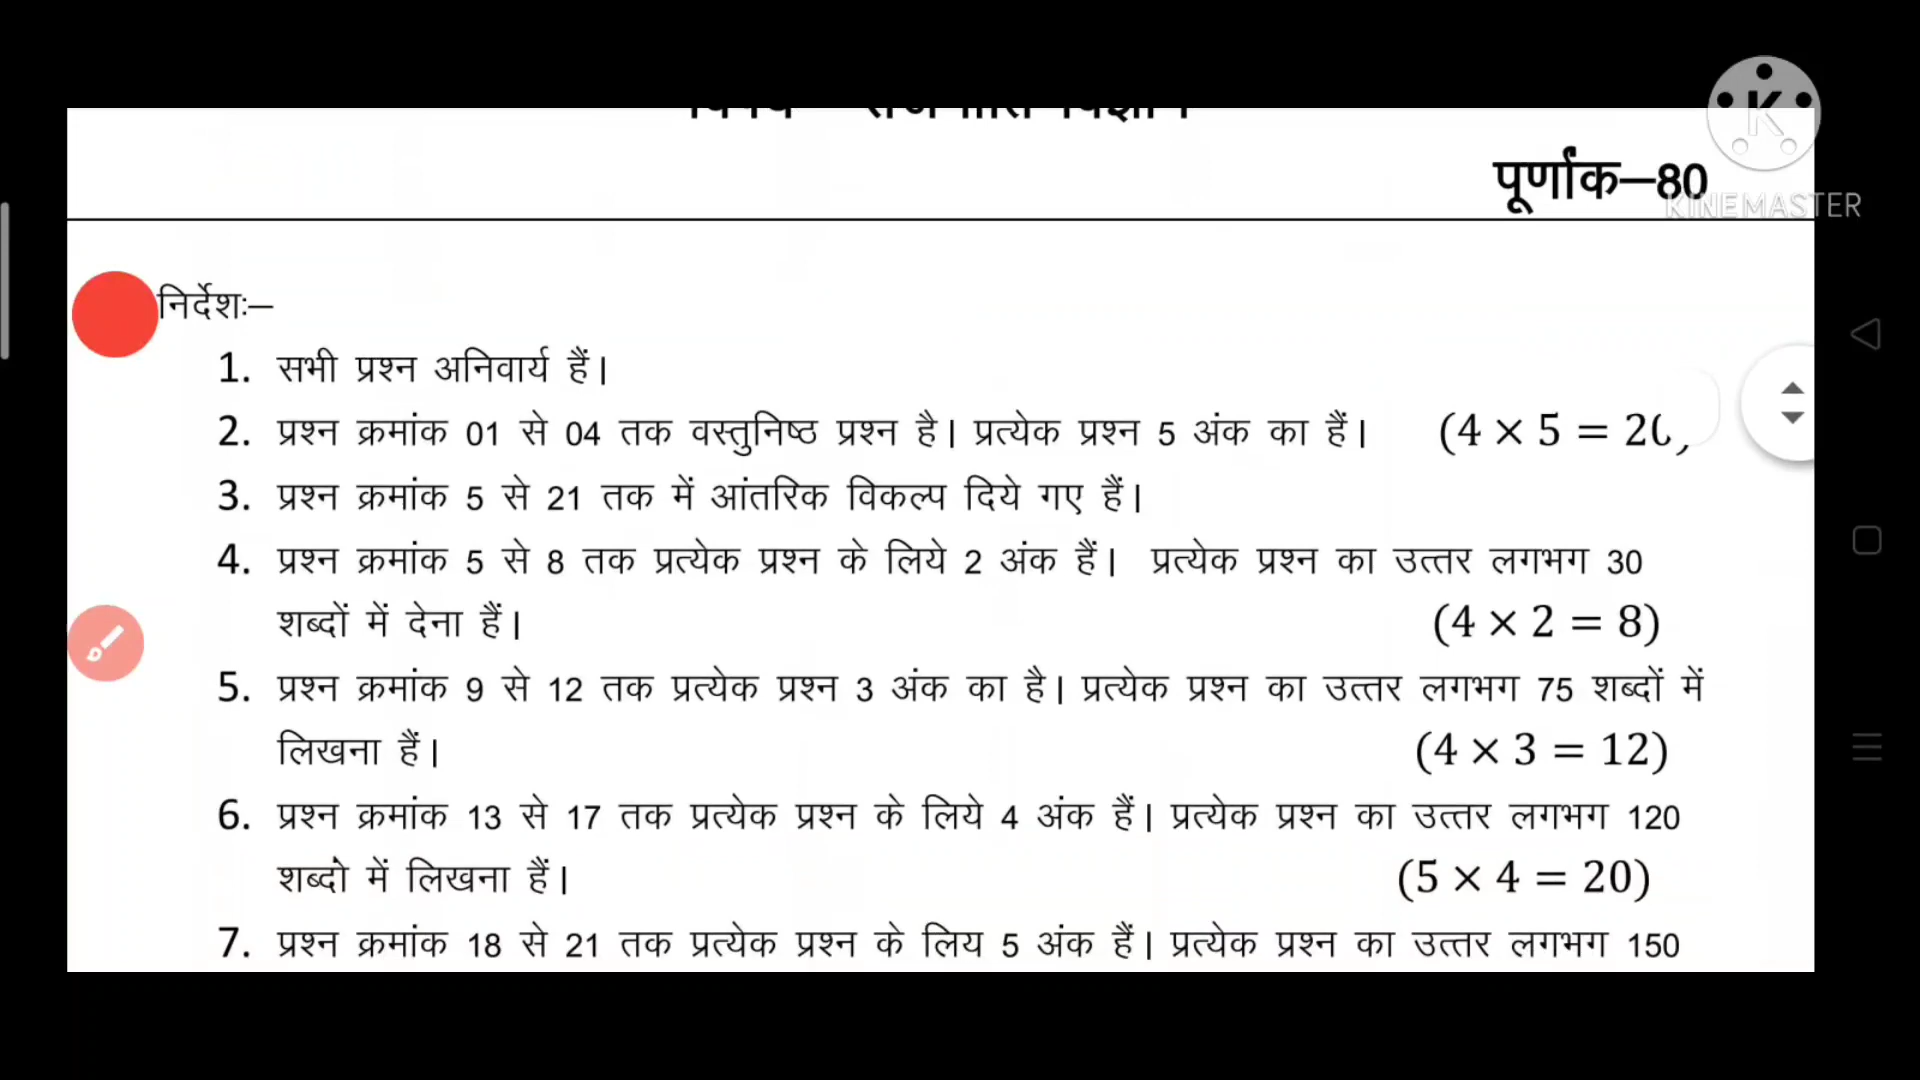 पूर्णांक–80
KINEMASTER
निर्देशः–
1. सभी प्रश्न अनिवार्य हैं।
2. प्रश्न क्रमांक 01 से 04 तक वस्तुनिष्ठ प्रश्न है। प्रत्येक प्रश्न 5 अंक का हैं। (4 × 5 = 20)
3. प्रश्न क्रमांक 5 से 21 तक में आंतरिक विकल्प दिये गए हैं।
4. प्रश्न क्रमांक 5 से 8 तक प्रत्येक प्रश्न के लिये 2 अंक हैं। प्रत्येक प्रश्न का उत्तर लगभग 30
शब्दों में देना हैं। (4 × 2 = 8)
5. प्रश्न क्रमांक 9 से 12 तक प्रत्येक प्रश्न 3 अंक का है। प्रत्येक प्रश्न का उत्तर लगभग 75 शब्दों में
लिखना हैं। (4 × 3 = 12)
6. प्रश्न क्रमांक 13 से 17 तक प्रत्येक प्रश्न के लिये 4 अंक हैं। प्रत्येक प्रश्न का उत्तर लगभग 120
शब्दो में लिखना हैं। (5 × 4 = 20)
7. प्रश्न क्रमांक 18 से 21 तक प्रत्येक प्रश्न के लिय 5 अंक हैं। प्रत्येक प्रश्न का उत्तर लगभग 150